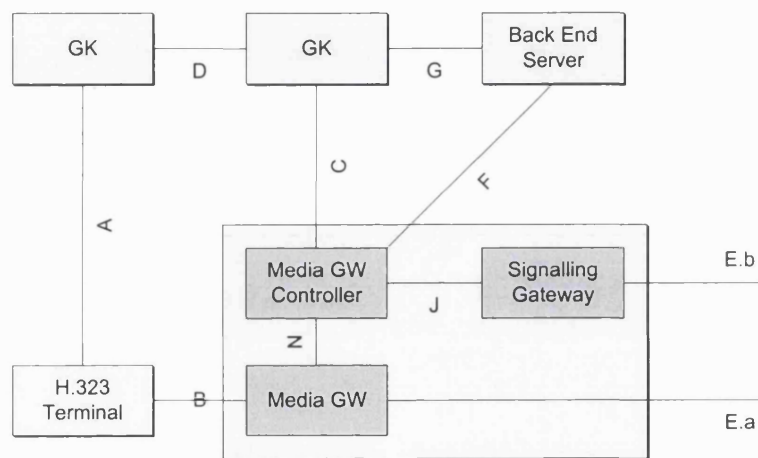 GK
D
GK
G
Back End
Server
A
C
F
Media GW
Controller
J
Signalling
Gateway
E.b
N
H.323
Terminal
B
Media GW
E.a